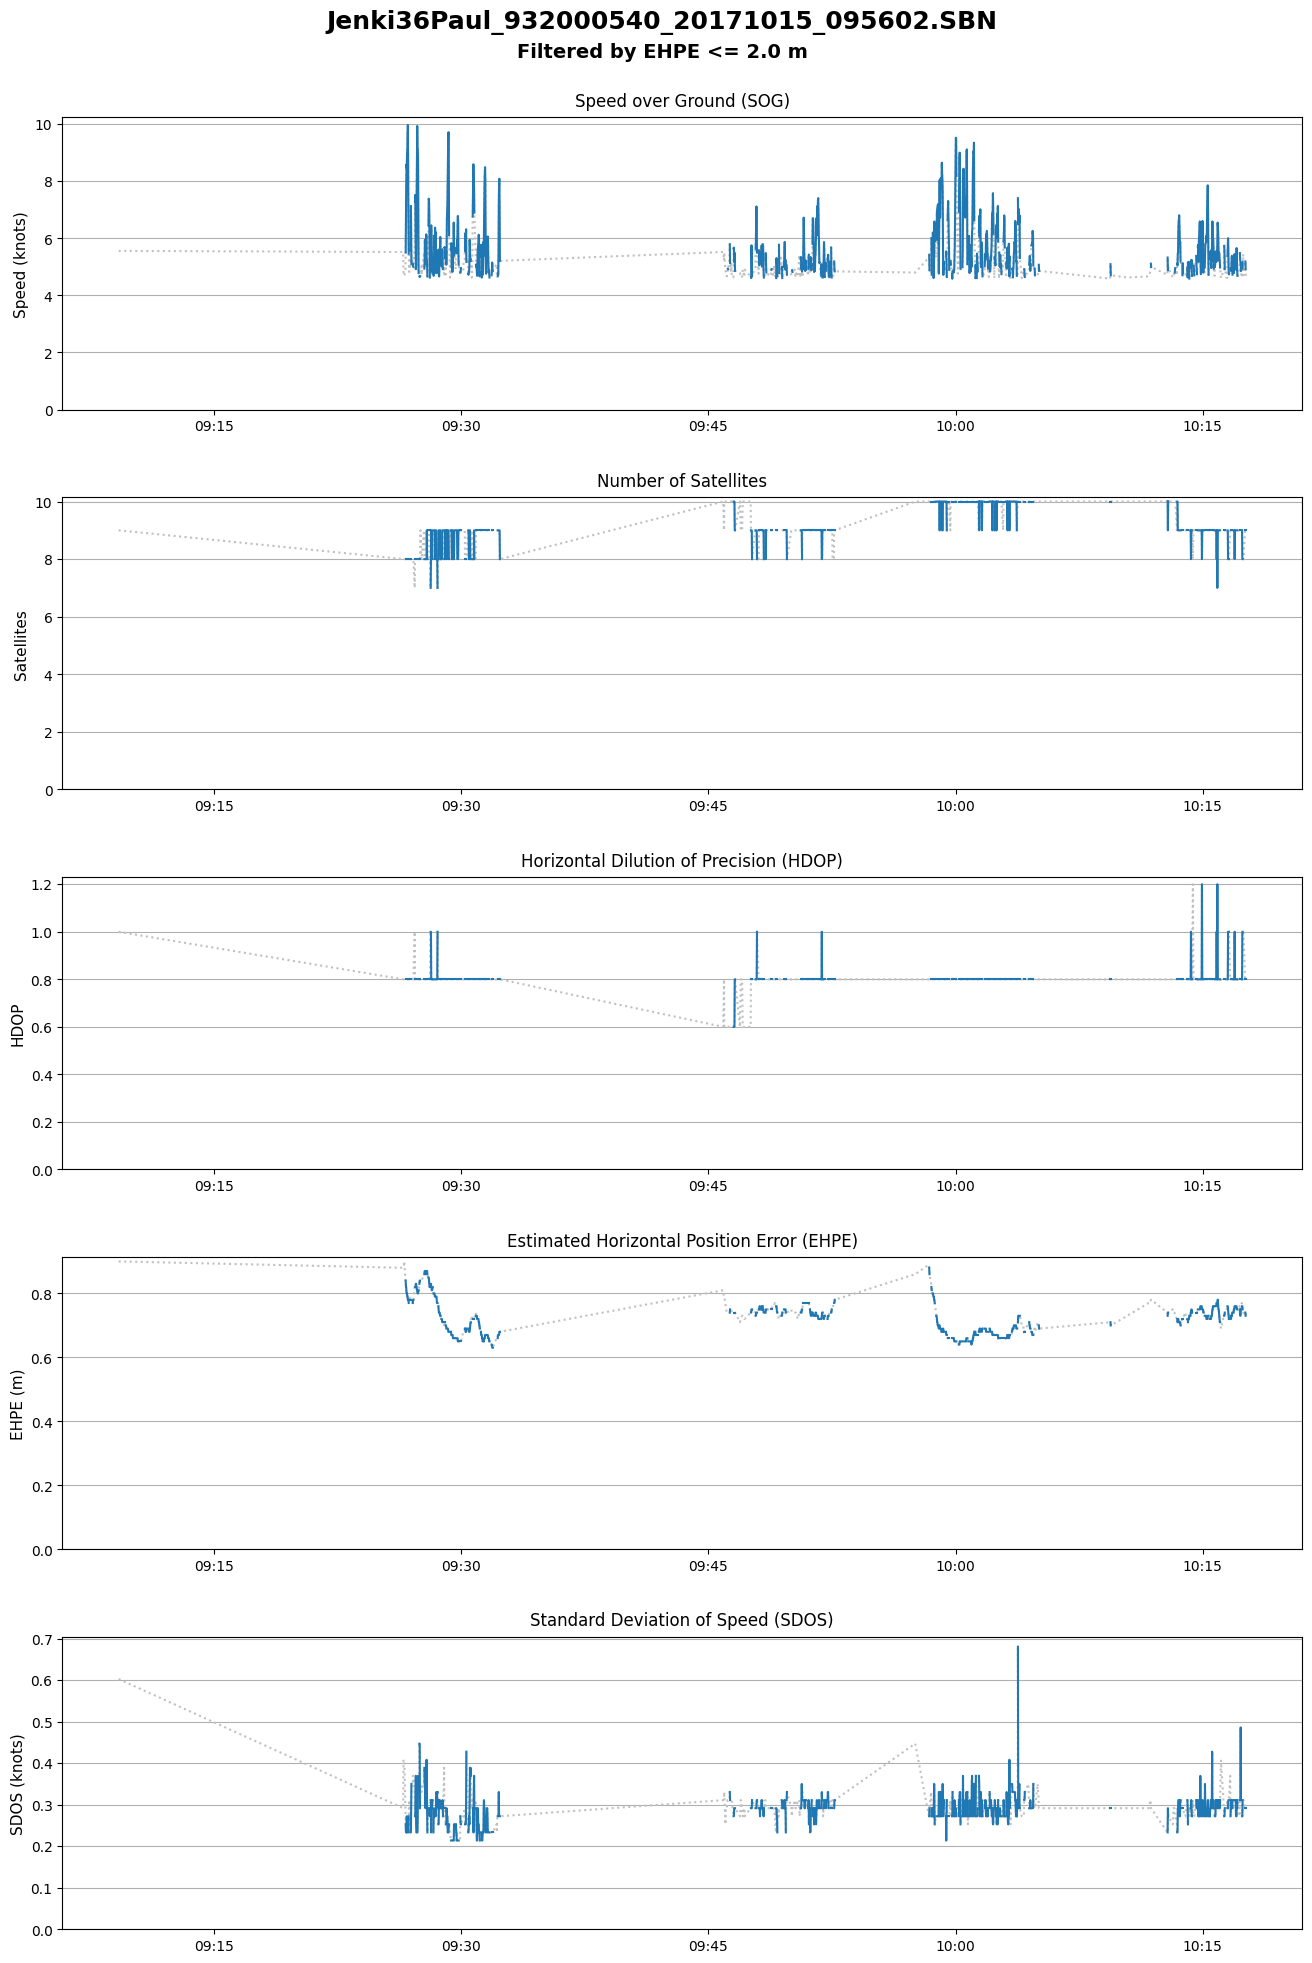 Jenki36Paul_932000540_20171015_095602.SBN
Filtered by EHPE <= 2.0 m
Speed over Ground (SOG)
Speed (knots)
10
8
6
4
2
0
09:15 09:30 09:45 10:00 10:15
Number of Satellites
Satellites
10
8
6
4
2
0
09:15 09:30 09:45 10:00 10:15
Horizontal Dilution of Precision (HDOP)
HDOP
1.2
1.0
0.8
0.6
0.4
0.2
0.0
09:15 09:30 09:45 10:00 10:15
Estimated Horizontal Position Error (EHPE)
EHPE (m)
0.8
0.6
0.4
0.2
0.0
09:15 09:30 09:45 10:00 10:15
Standard Deviation of Speed (SDOS)
SDOS (knots)
0.7
0.6
0.5
0.4
0.3
0.2
0.1
0.0
09:15 09:30 09:45 10:00 10:15